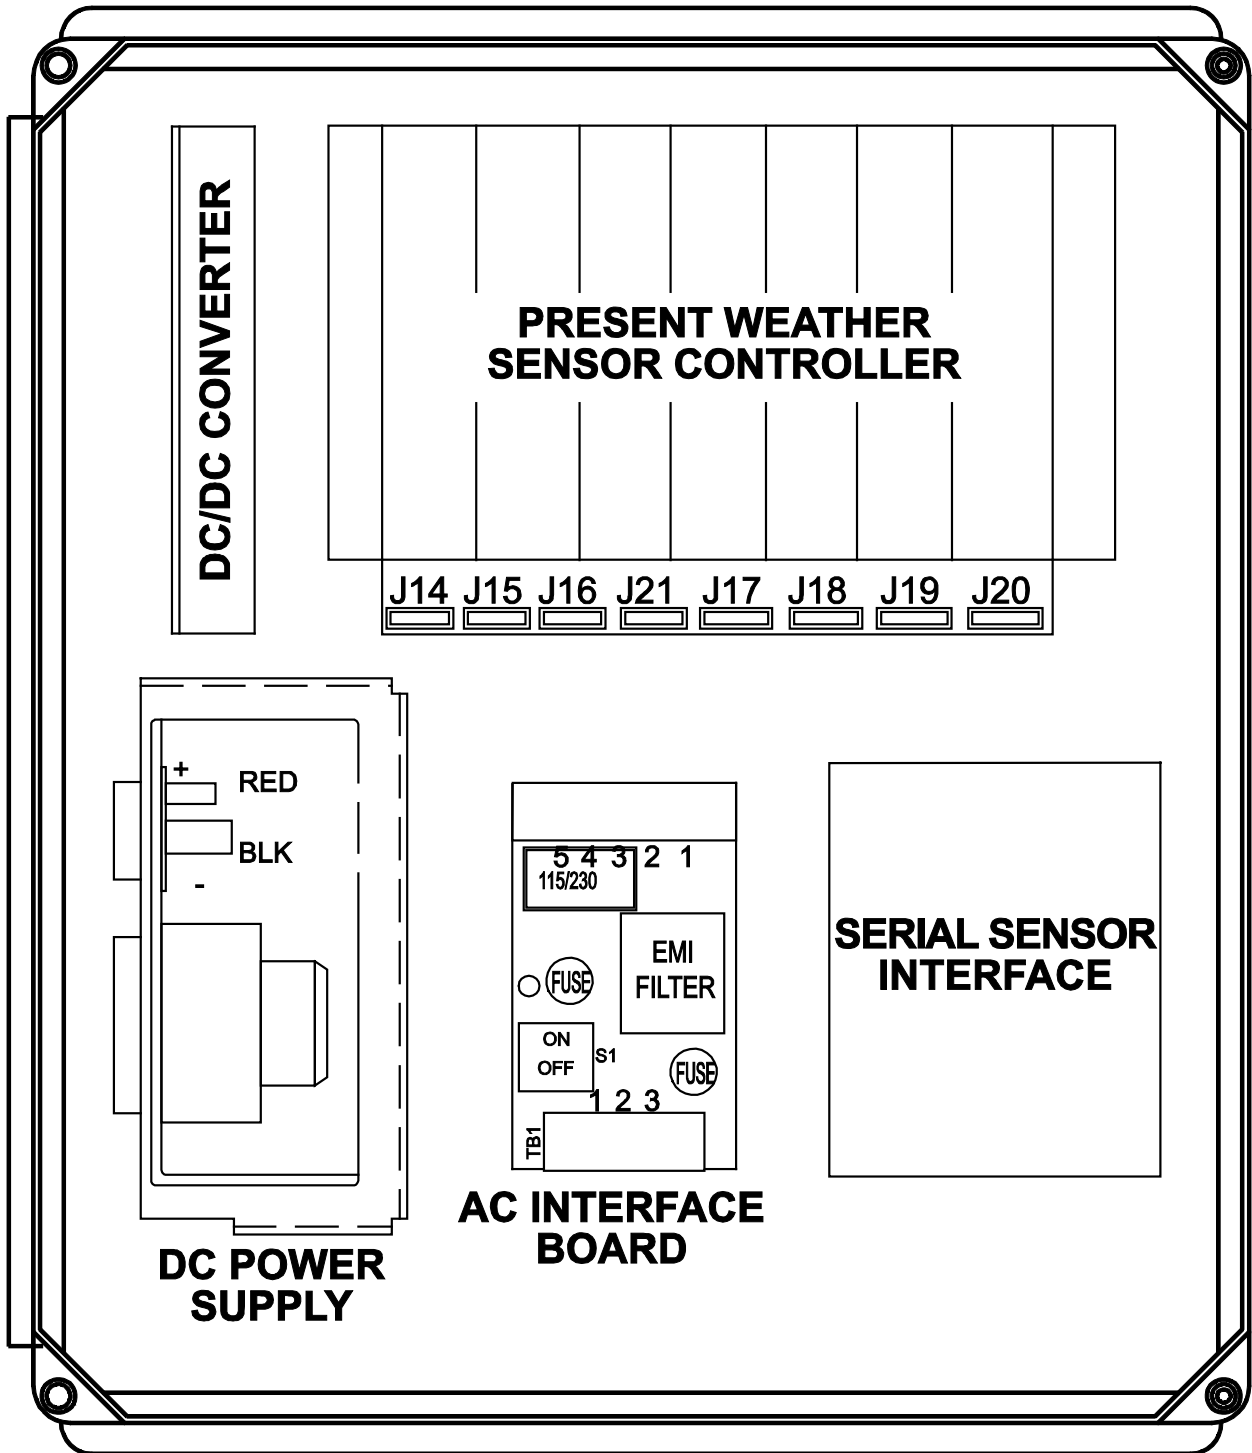 DC/DC CONVERTER
PRESENT WEATHER
SENSOR CONTROLLER
J14 J15 J16 J21 J17 J18 J19 J20
+
RED
BLK
-
5 4 3 2 1
115/230
EMI
FILTER
FUSE
ON
OFF
S1
FUSE
1 2 3
TB1
AC INTERFACE
BOARD
SERIAL SENSOR
INTERFACE
DC POWER
SUPPLY